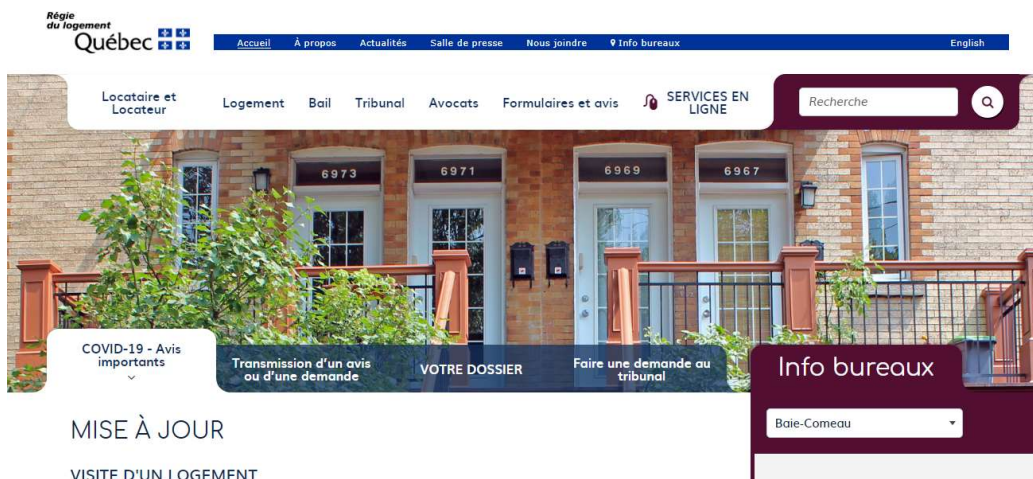 Régie
du logement
Québec
Accueil À propos Actualités Salle de presse Nous joindre Info bureaux English
Locataire et
Locateur
Logement Bail Tribunal Avocats Formulaires et avis
SERVICES EN
LIGNE
Recherche
6973 6971 6969 6967
COVID-19 - Avis
importants
Transmission d'un avis
ou d'une demande
VOTRE DOSSIER
Faire une demande au
tribunal
Info bureaux
Baie-Comeau
MISE À JOUR
VISITE D'UN LOGEMENT